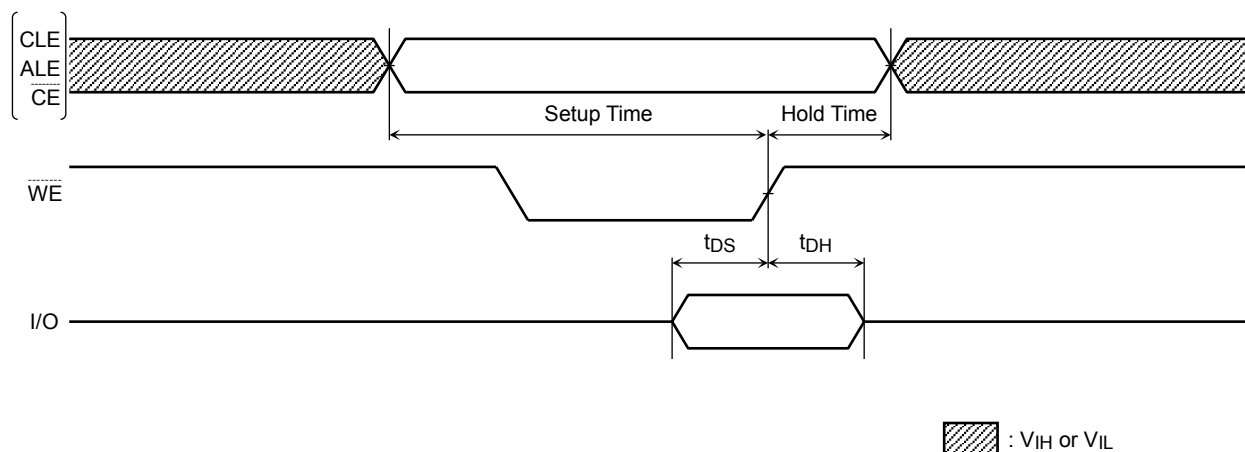 CLE
ALE
CE
Setup Time
Hold Time
WE
tDS
tDH
I/O
: VIH or VIL